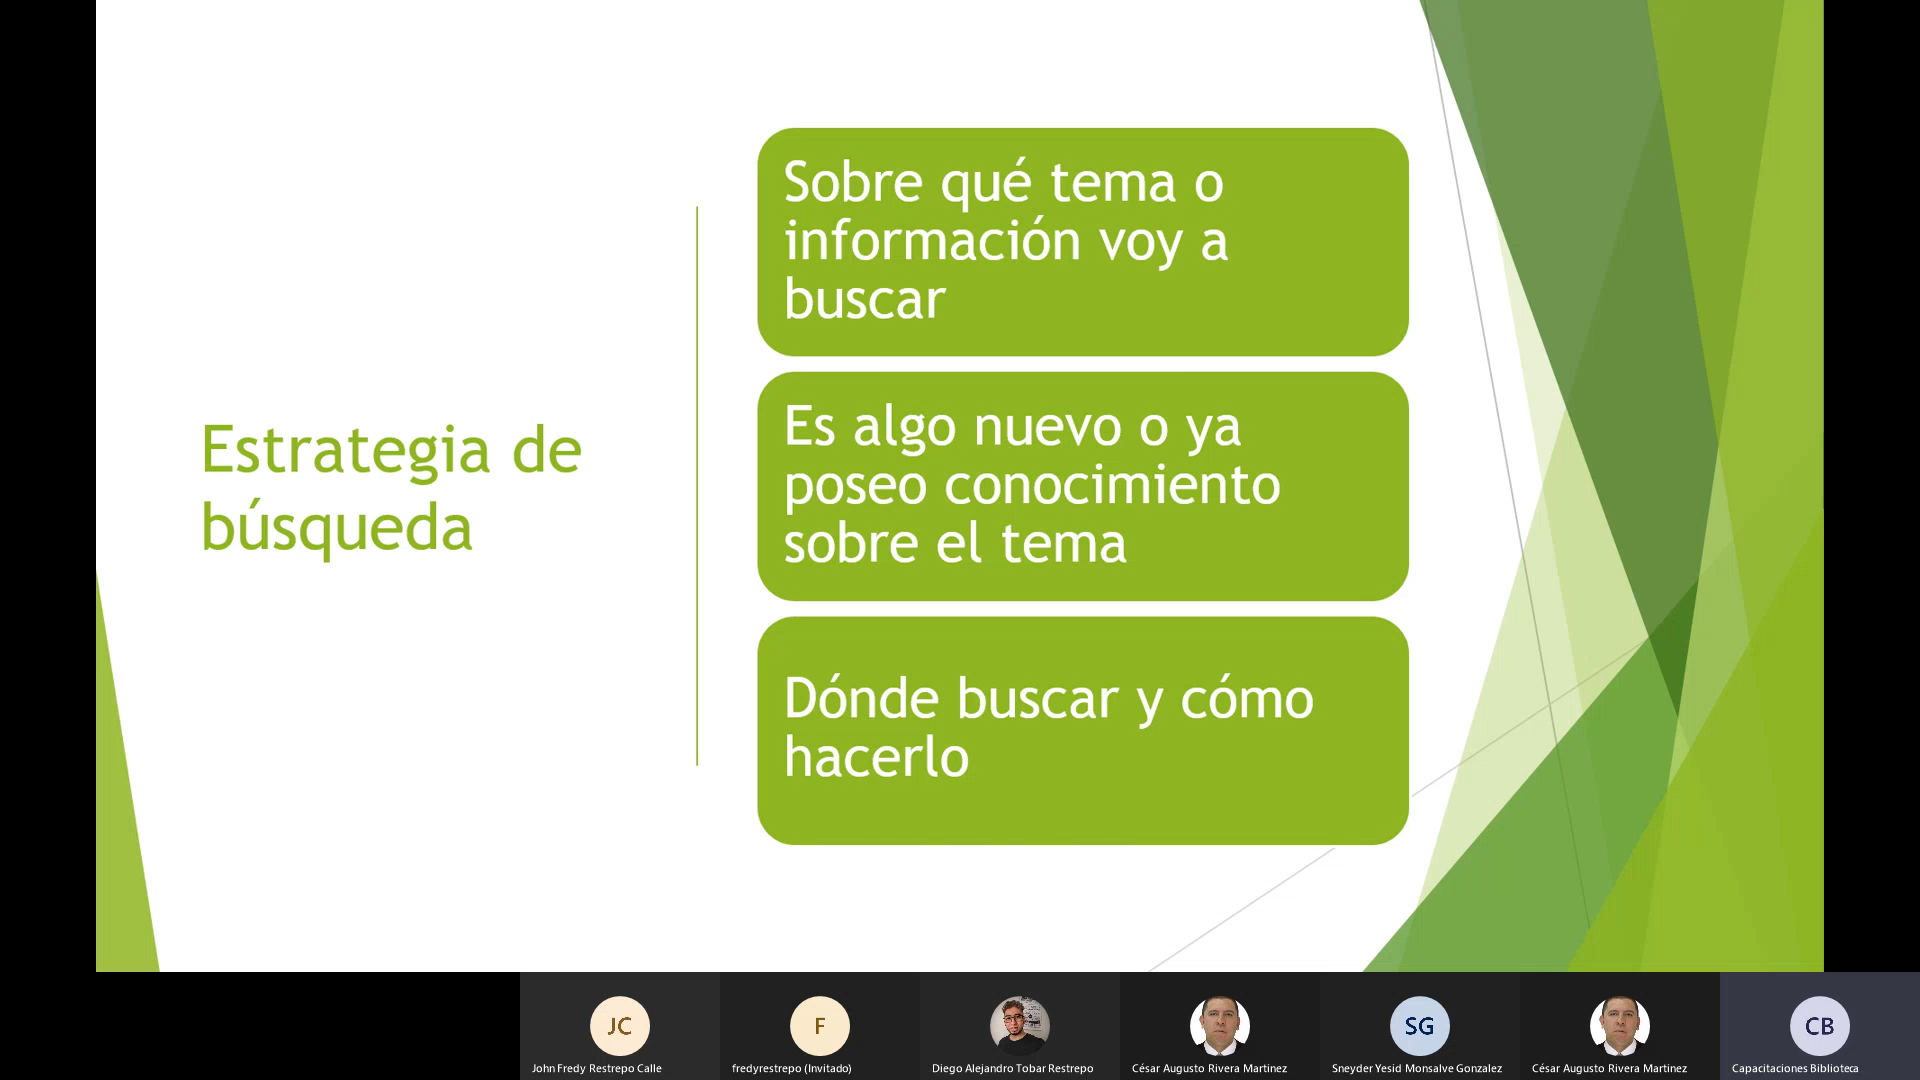 Estrategia de
búsqueda
Sobre qué tema o
información voy a
buscar
Es algo nuevo o ya
poseo conocimiento
sobre el tema
Dónde buscar y cómo
hacerlo
JC
F
SG
CB
John Fredy Restrepo Calle
fredyrestrepo (Invitado)
Diego Alejandro Tobar Restrepo
César Augusto Rivera Martinez
Sneyder Yesid Monsalve Gonzalez
César Augusto Rivera Martinez
Capacitaciones Biblioteca